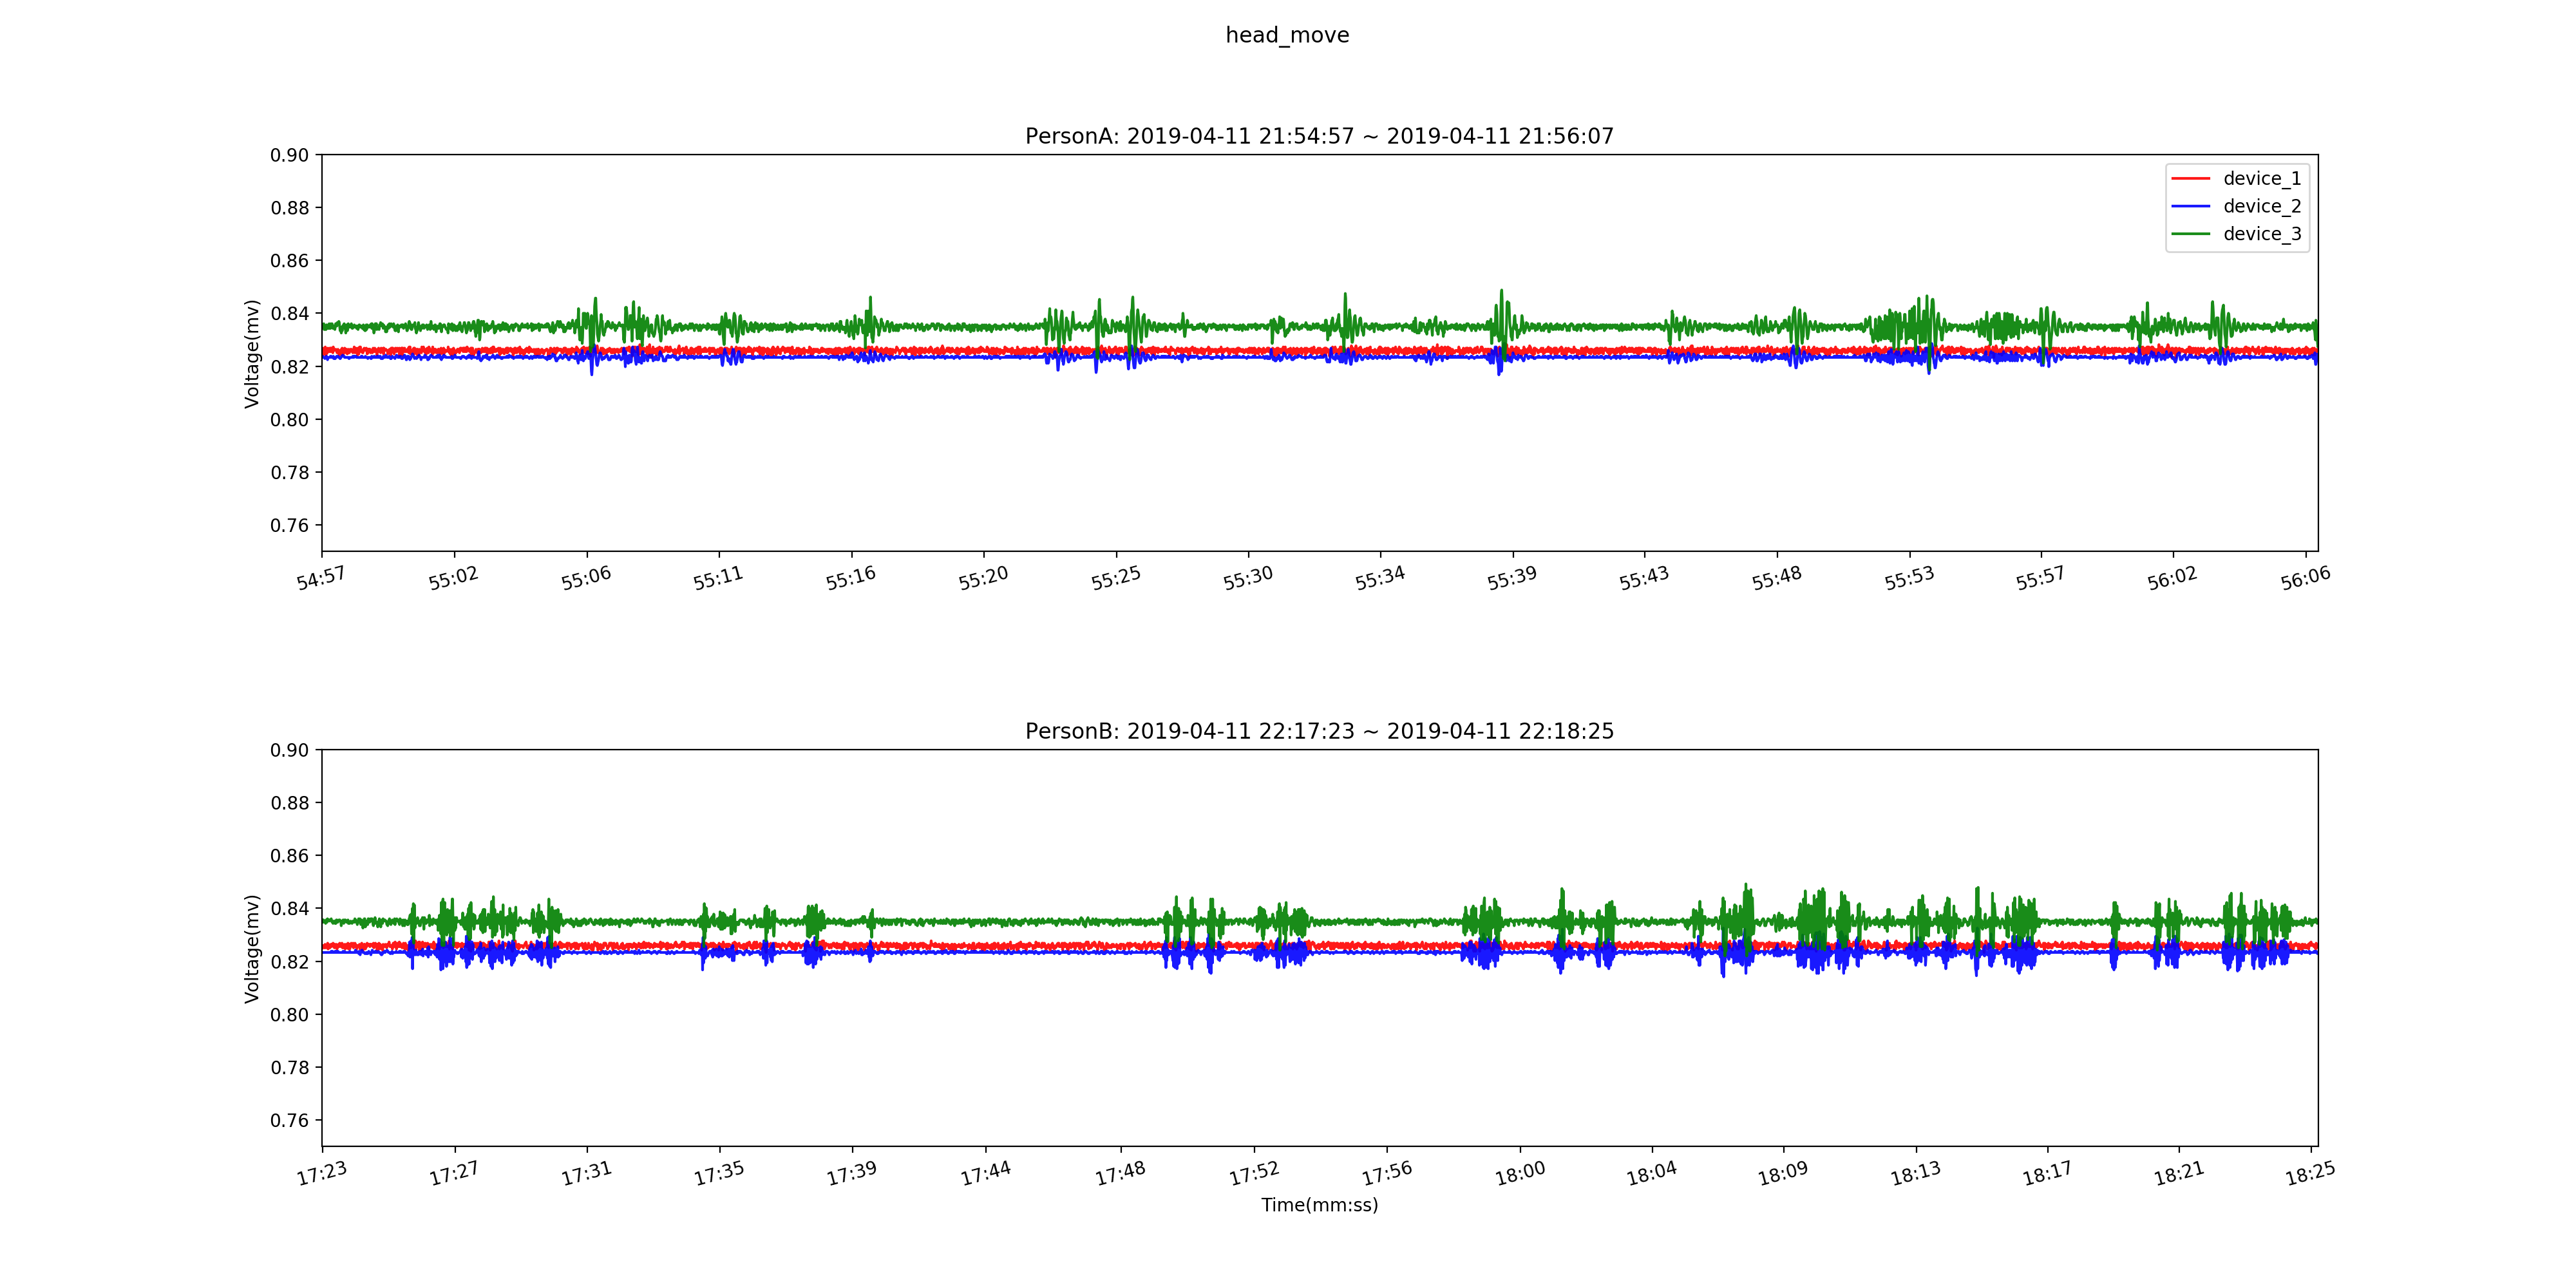 head_move
PersonA: 2019-04-11 21:54:57 ~ 2019-04-11 21:56:07
0.90
0.88
0.86
0.84
0.82
0.80
0.78
0.76
Voltage(mv)
device_1
device_2
device_3
54:57 55:02 55:06 55:11 55:16 55:20 55:25 55:30 55:34 55:39 55:43 55:48 55:53 55:57 56:02 56:06
PersonB: 2019-04-11 22:17:23 ~ 2019-04-11 22:18:25
0.90
0.88
0.86
0.84
0.82
0.80
0.78
0.76
Voltage(mv)
17:23 17:27 17:31 17:35 17:39 17:44 17:48 17:52 17:56 18:00 18:04 18:09 18:13 18:17 18:21 18:25
Time(mm:ss)